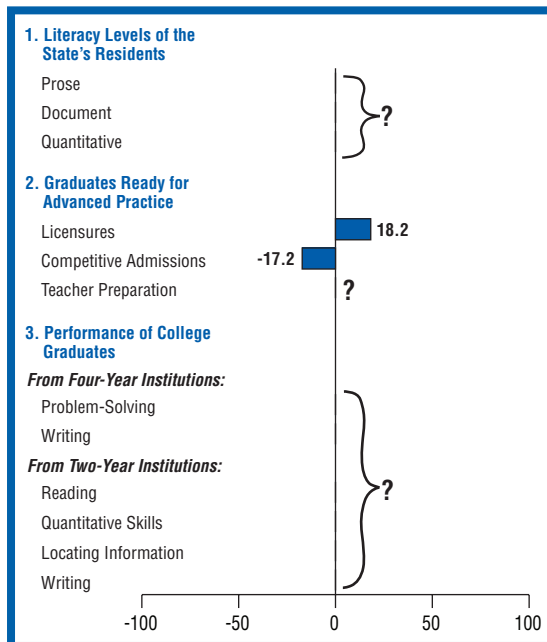 1. Literacy Levels of the
State's Residents
Prose
Document
Quantitative
?
2. Graduates Ready for
Advanced Practice
Licensures
18.2
Competitive Admissions
-17.2
Teacher Preparation
?
3. Performance of College
Graduates
From Four-Year Institutions:
Problem-Solving
Writing
From Two-Year Institutions:
Reading
?
Quantitative Skills
Locating Information
Writing
-100 -50 0 50 100